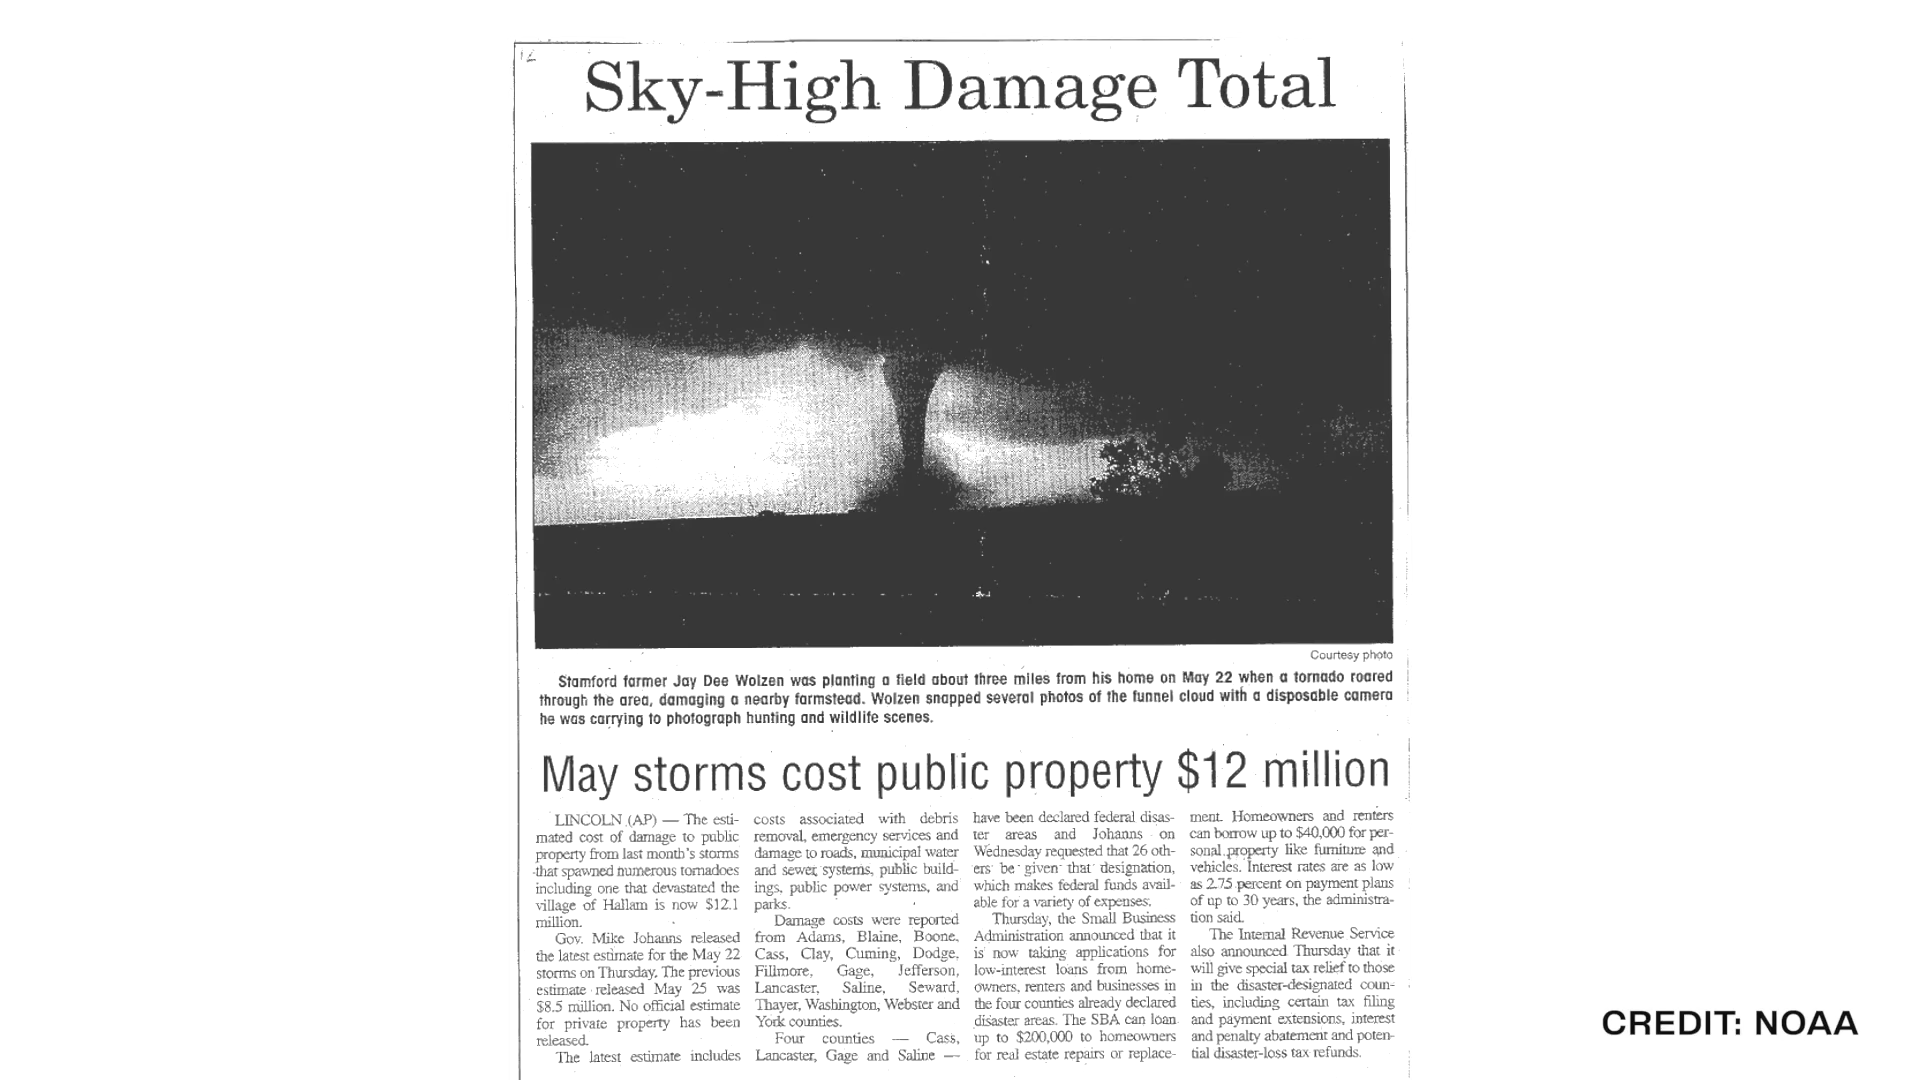 Sky-High Damage Total
Courtesy photo
Stamford farmer Jay Dee Wolzen was planting a field about three miles from his home on May 22 when a tornado roared
through the area, damaging a nearby farmstead. Wolzen snapped several photos of the funnel cloud with a disposable camera
he was carrying to photograph hunting and wildlife scenes.
May storms cost public property $12 million
LINCOLN (AP) — The esti-
mated cost of damage to public
property from last month's storms
that spawned numerous tornadoes
including one that devastated the
village of Hallam is now $12.1
million.
Gov. Mike Johanns released
the latest estimate for the May 22
storms on Thursday. The previous
estimate released May 25 was
$8.5 million. No official estimate
for private property has been
released.
The latest estimate includes
costs associated with debris
removal, emergency services and
damage to roads, municipal water
and sewer systems, public build-
ings, public power systems, and
parks.
Damage costs were reported
from Adams, Blaine, Boone,
Cass, Clay, Cuming, Dodge,
Fillmore, Gage, Jefferson,
Lancaster, Saline, Seward,
Thayer, Washington, Webster and
York counties.
Four counties — Cass,
Lancaster, Gage and Saline —
have been declared federal disas-
ter areas and Johanns on
Wednesday requested that 26 oth-
ers be given that designation,
which makes federal funds avail-
able for a variety of expenses.
Thursday, the Small Business
Administration announced that it
is now taking applications for
low-interest loans from home-
owners, renters and businesses in
the four counties already declared
disaster areas. The SBA can loan
up to $200,000 to homeowners
for real estate repairs or replace-
ment. Homeowners and renters
can borrow up to $40,000 for per-
sonal property like furniture and
vehicles. Interest rates are as low
as 2.75 percent on payment plans
of up to 30 years, the administra-
tion said.
The Internal Revenue Service
also announced Thursday that it
will give special tax relief to those
in the disaster-designated coun-
ties, including certain tax filing
and payment extensions, interest
and penalty abatement and poten-
tial disaster-loss tax refunds.
CREDIT: NOAA